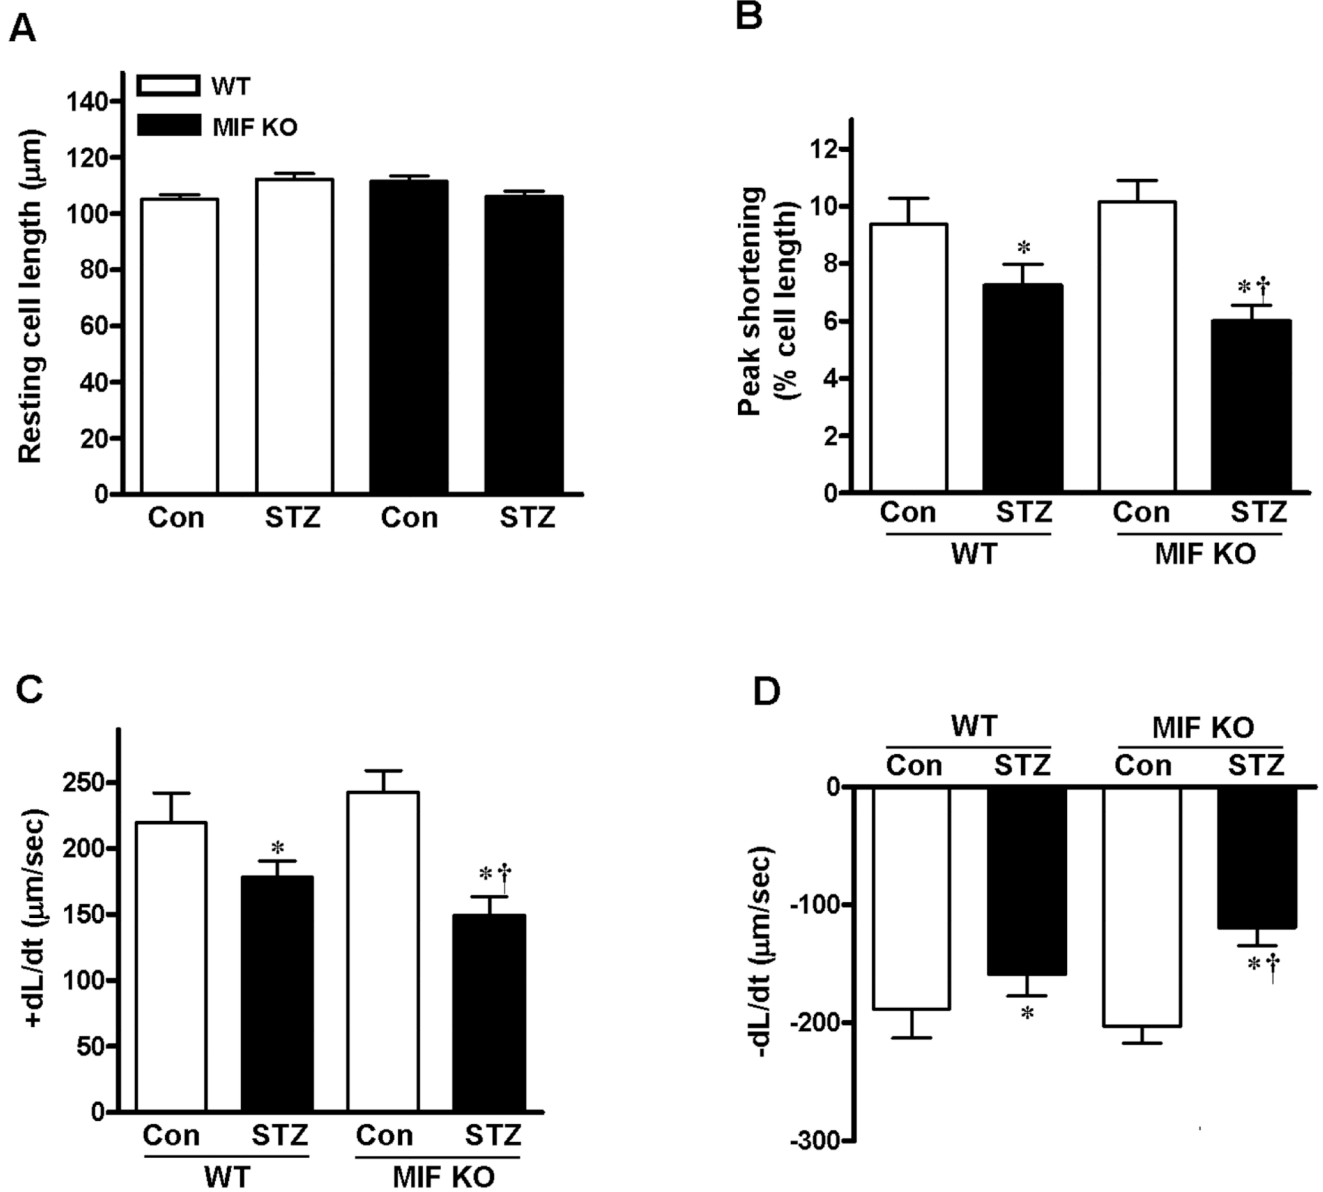 A
Resting cell length (μm)
140
120
100
80
60
40
20
0
WT
MIF KO
Con STZ Con STZ
B
Peak shortening
(% cell length)
12
10
8
6
4
2
0
*
*†
Con STZ Con STZ
WT MIF KO
C
+dL/dt (μm/sec)
250
200
150
100
50
0
*
*†
Con STZ Con STZ
WT MIF KO
D
WT MIF KO
Con STZ Con STZ
-dL/dt (μm/sec)
0
-100
-200
-300
*
*†